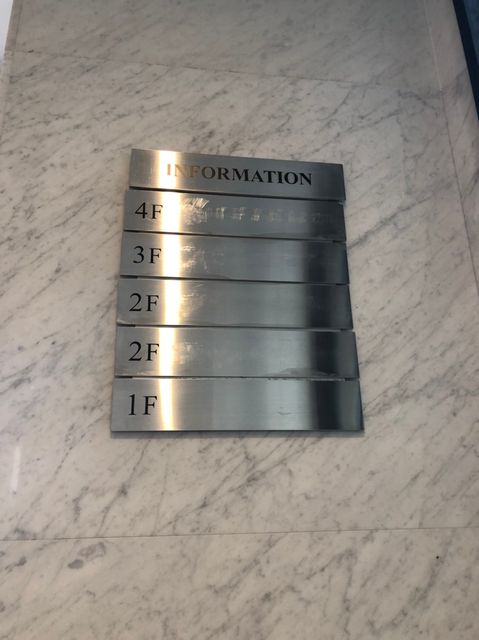 INFORMATION
4F
3F
2F
2F
1F